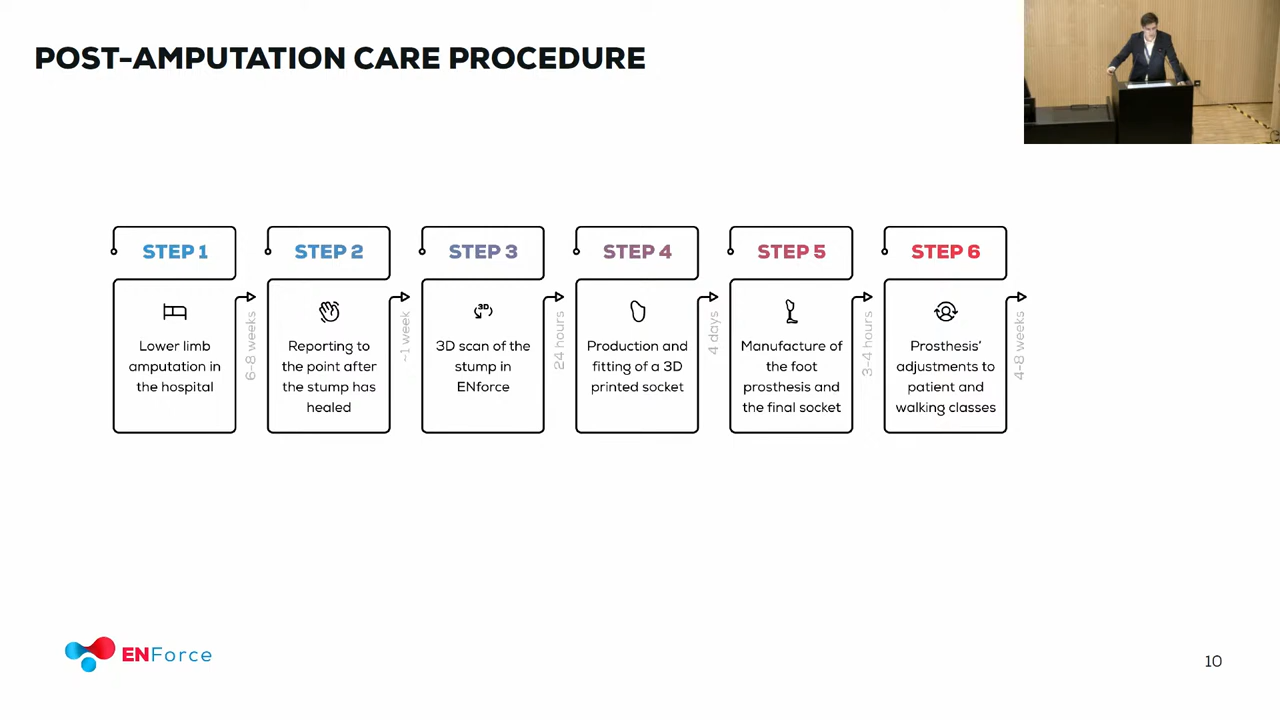 POST-AMPUTATION CARE PROCEDURE
STEP 1
Lower limb
amputation in
the hospital
6-8 weeks
STEP 2
Reporting to
the point after
the stump has
healed
~1 week
STEP 3
3D
3D scan of the
stump in
ENforce
24 hours
STEP 4
Production and
fitting of a 3D
printed socket
4 days
STEP 5
Manufacture of
the foot
prosthesis and
the final socket
3-4 hours
STEP 6
Prosthesis'
adjustments to
patient and
walking classes
4-8 weeks
ENForce
10